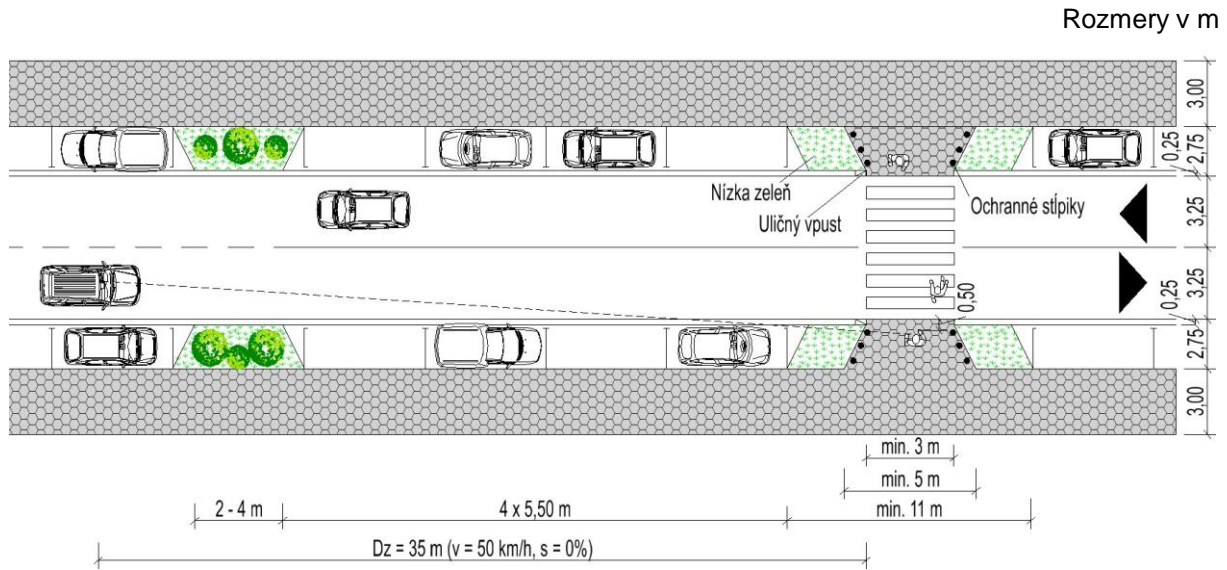 Rozmery v m
3,00
0,25
2,75
Nízka zeleň
Ochranné stĺpiky
Uličný vpust
3,25
3,25
0,50
0,25
2,75
3,00
min. 3 m
min. 5 m
2 - 4 m
4 x 5,50 m
min. 11 m
Dz = 35 m (v = 50 km/h, s = 0%)